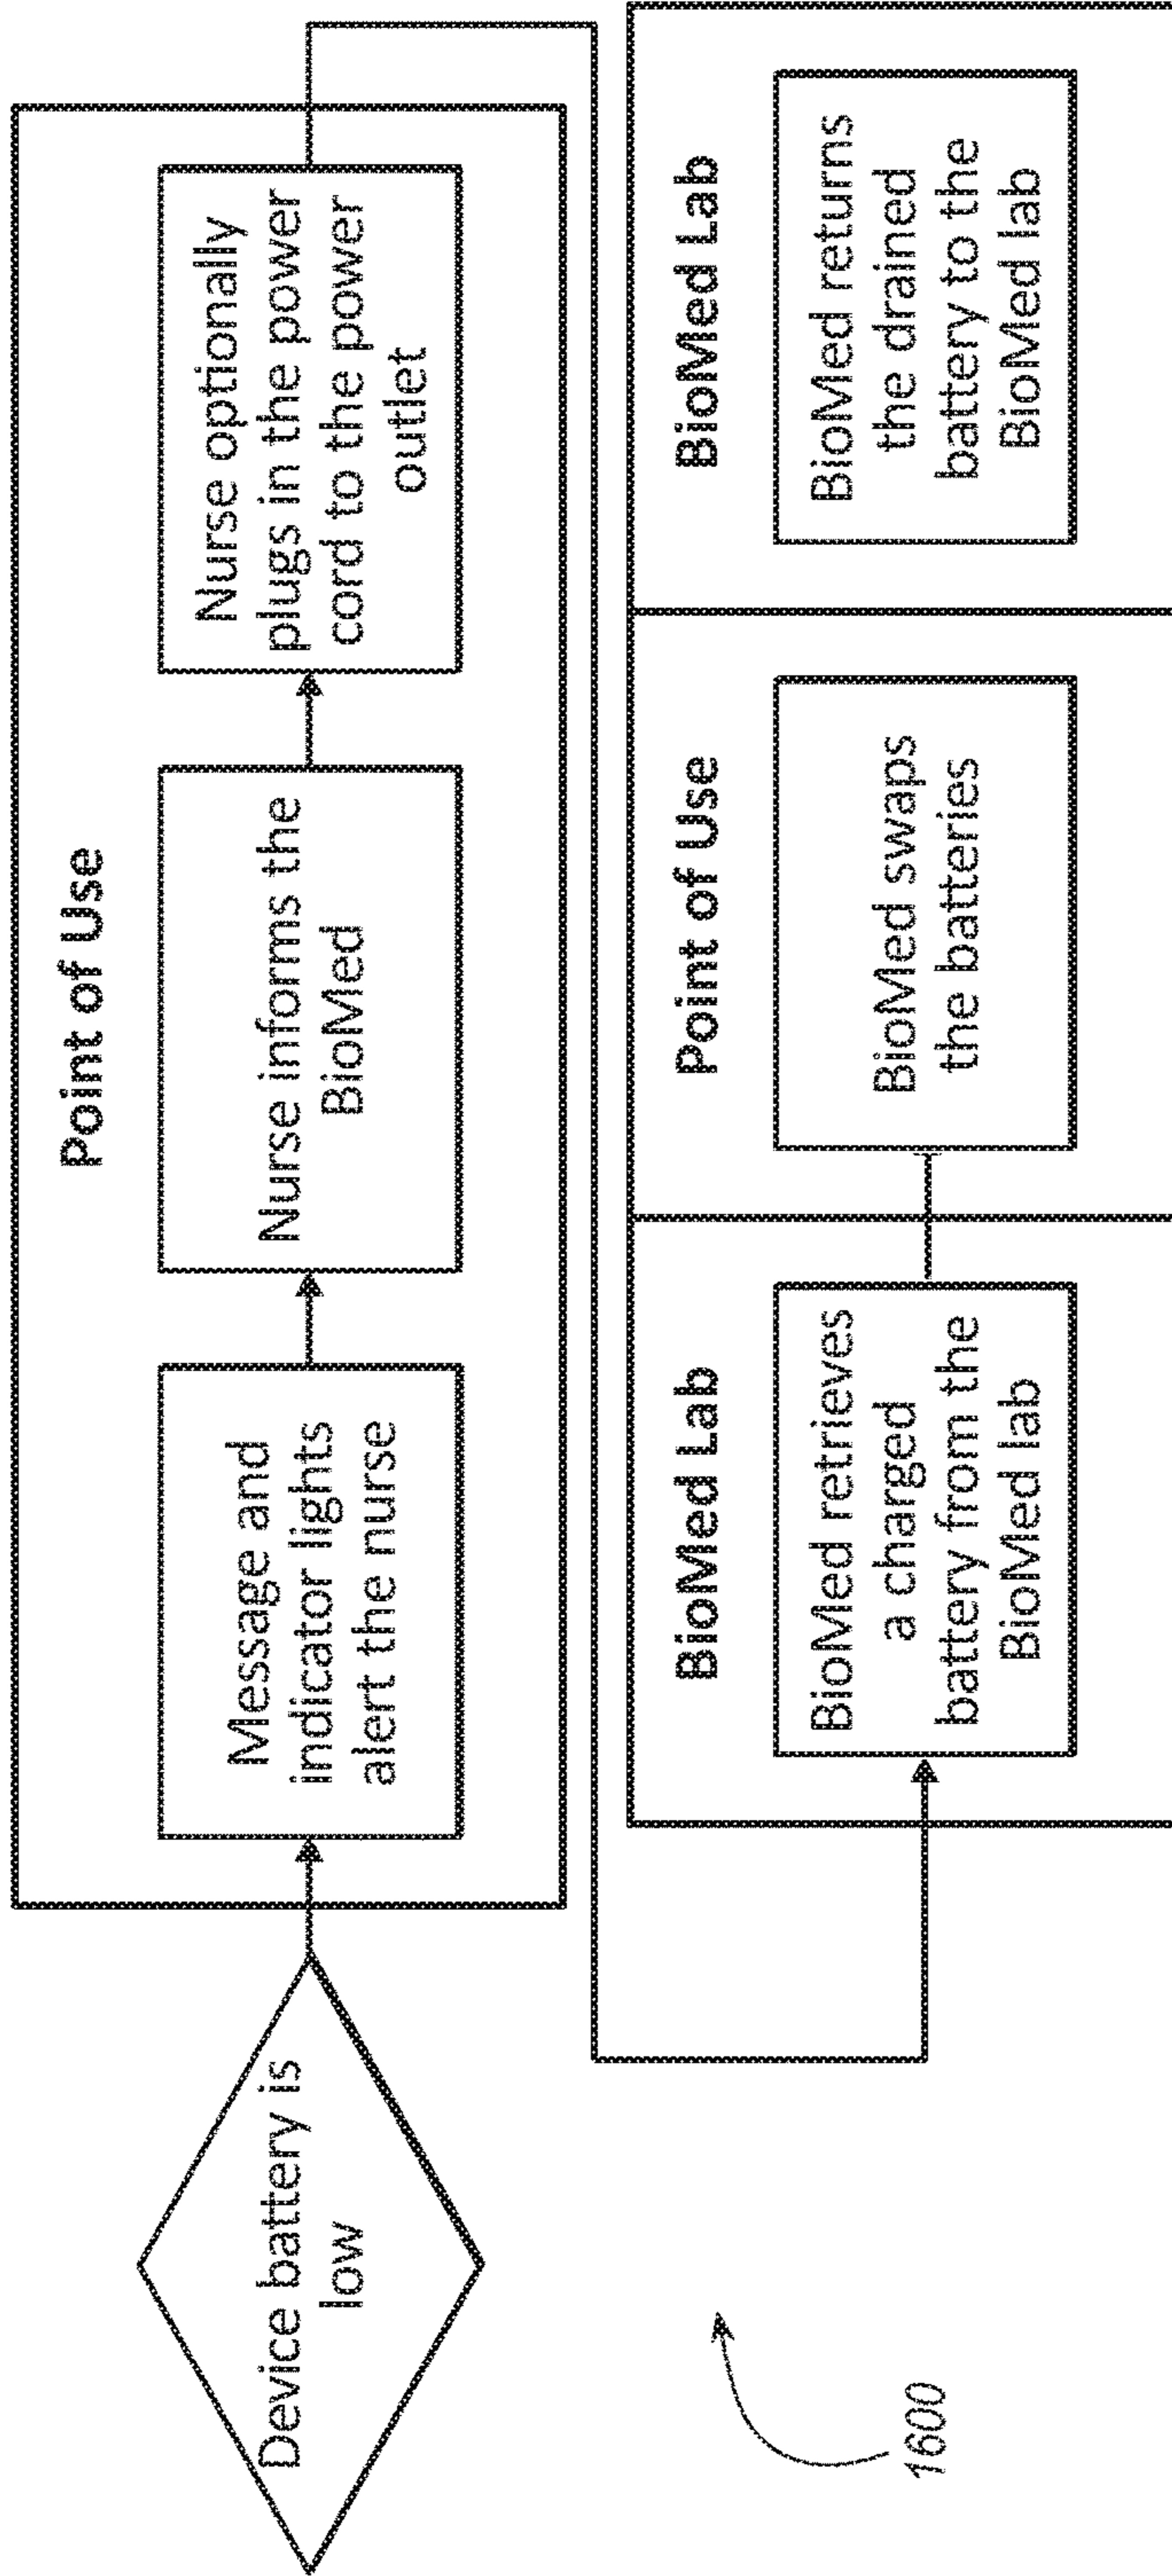 Device battery is
low
Point of Use
Message and
indicator lights
alert the nurse
Nurse informs the
BioMed
Nurse optionally
plugs in the power
cord to the power
outlet
BioMed Lab
BioMed retrieves
a charged
battery from the
BioMed lab
Point of Use
BioMed swaps
the batteries
BioMed Lab
BioMed returns
the drained
battery to the
BioMed lab
1600